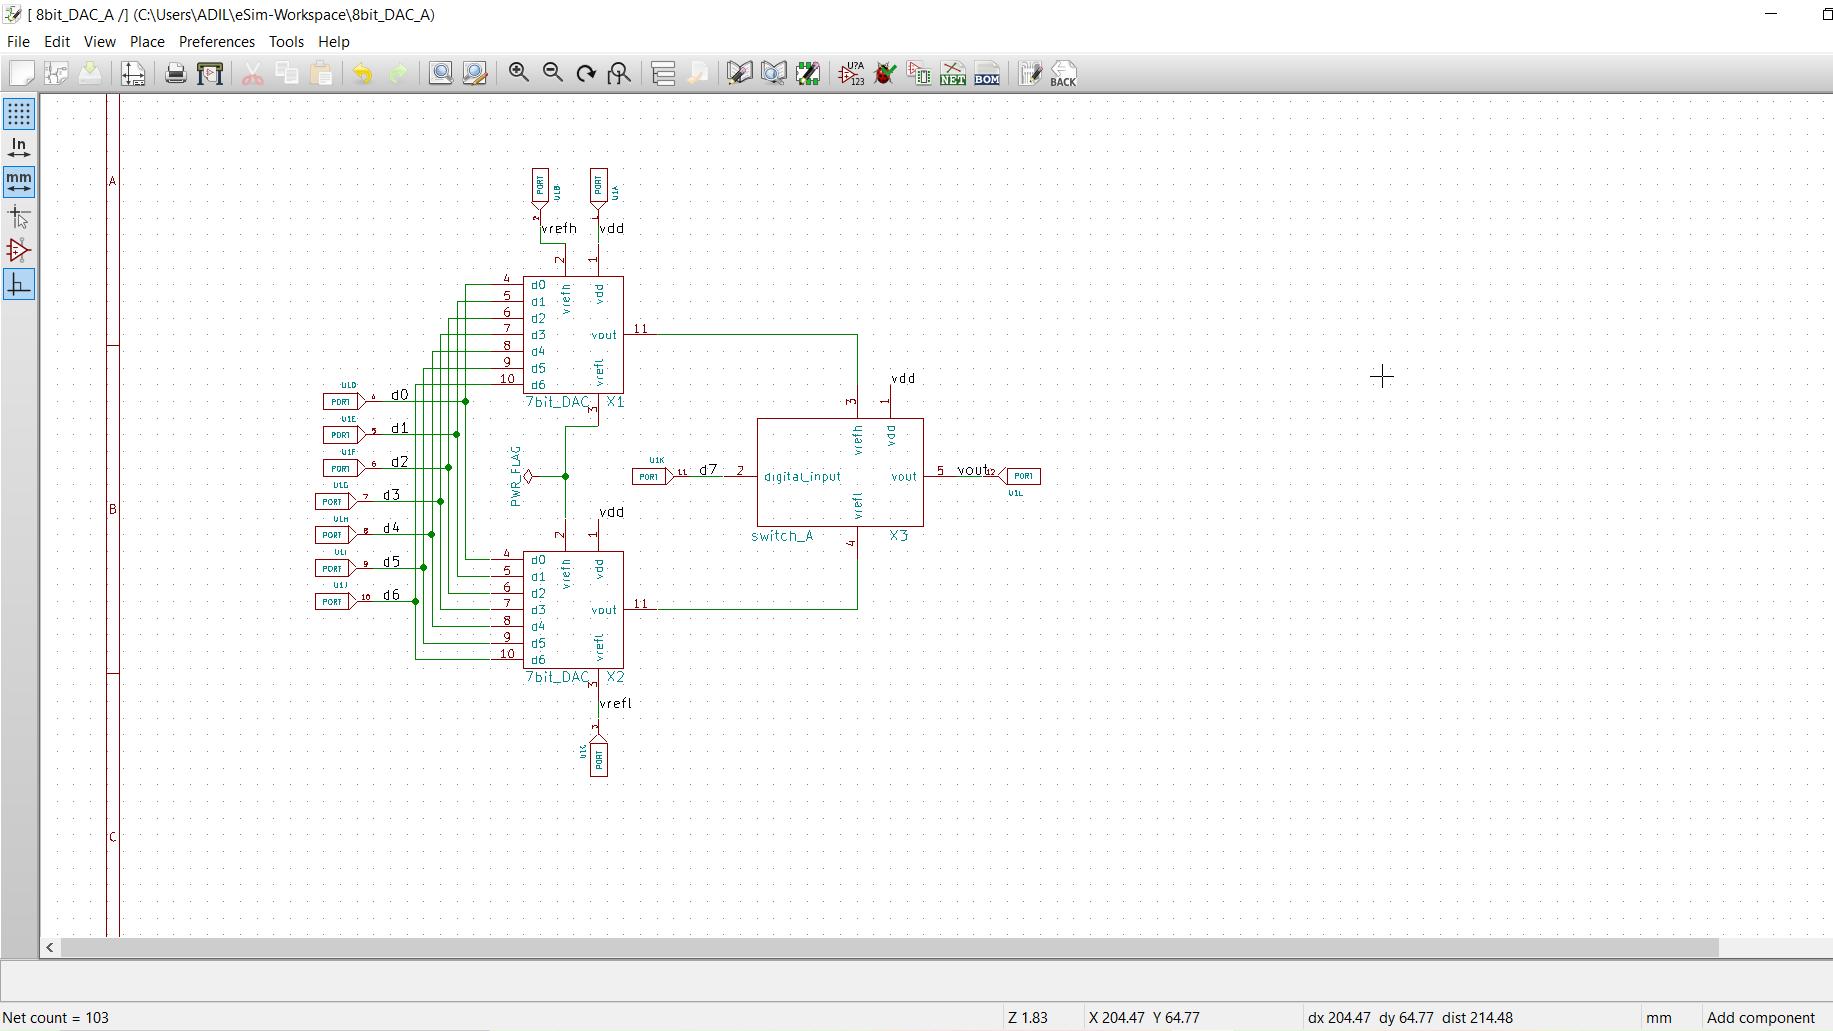 [ 8bit_DAC_A /] (C:\Users\ADIL\eSim-Workspace\8bit_DAC_A)
File Edit View Place Preferences Tools Help
U?A
123
NET
BOM
BACK
In
mm
A
PORT
U1B
PORT
U1A
2
1
vrefh vdd
2 1
4 d0 vrefh vdd
5 d1
6 d2
7 d3 vout 11
8 d4
9 d5 vrefl
10 d6
7bit_DAC X1
3
vdd
U1D
PORT 4 d0
U1E
PORT 5 d1
U1F
PORT 6 d2
U1G
PORT 7 d3
U1H
PORT 8 d4
U1I
PORT 9 d5
U1J
PORT 10 d6
PWR_FLAG
3 1
vrefh vdd
U1K
PORT 11 d7 2 digital_input vout 5 vout 12 PORT
U1L
vrefl
switch_A X3
4
B
vdd
2 1
4 d0 vrefh vdd
5 d1
6 d2
7 d3 vout 11
8 d4
9 d5 vrefl
10 d6
7bit_DAC X2
3
vrefl
3
U1C
PORT
C
Net count = 103
Z 1.83
X 204.47 Y 64.77
dx 204.47 dy 64.77 dist 214.48
mm
Add component